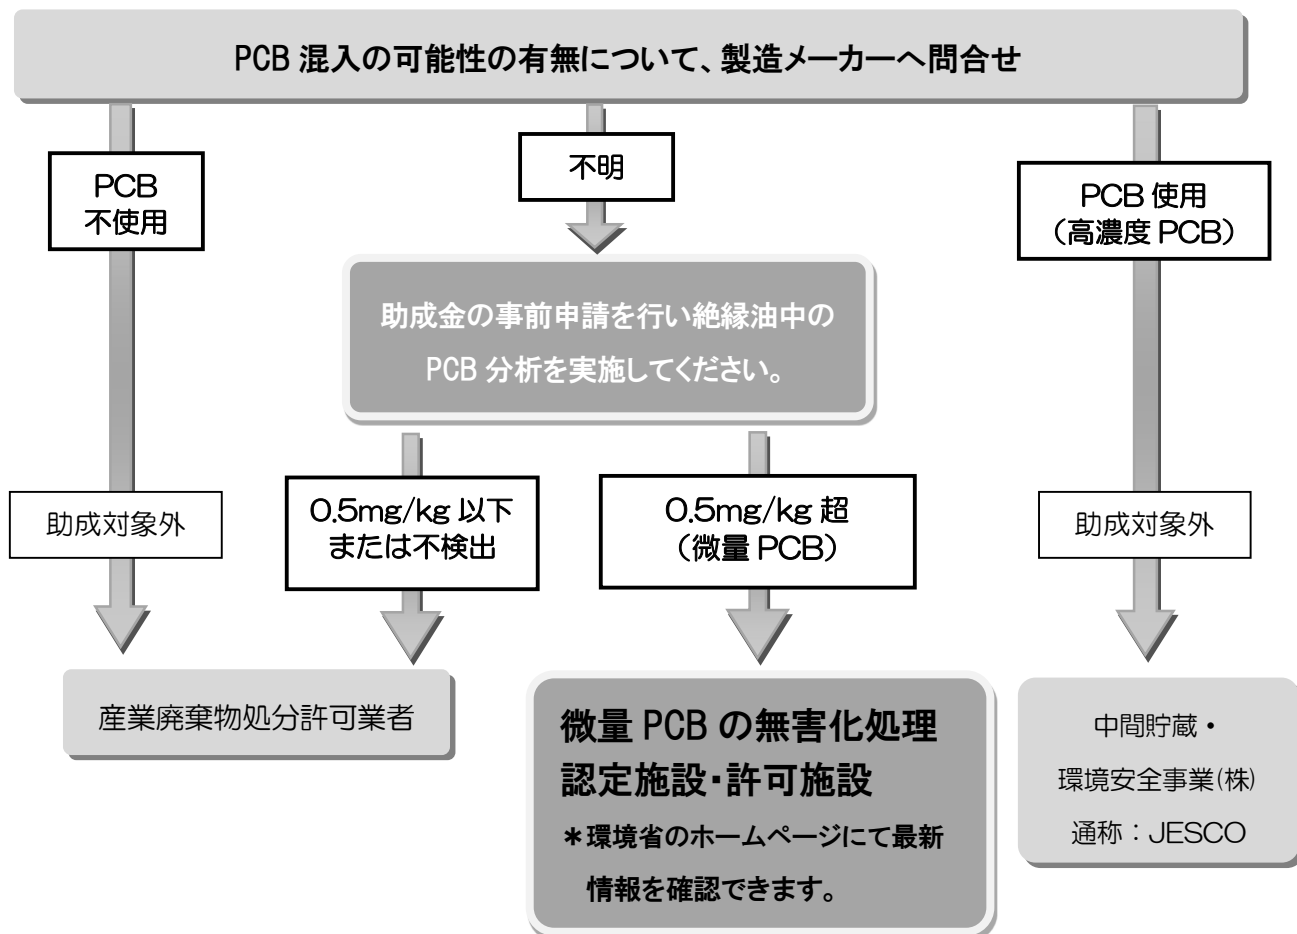 PCB 混入の可能性の有無について、製造メーカーへ問合せ
PCB
不使用
不明
PCB 使用
（高濃度 PCB）
助成金の事前申請を行い絶縁油中の
PCB 分析を実施してください。
助成対象外
0.5mg/kg 以下
または不検出
0.5mg/kg 超
（微量 PCB）
助成対象外
産業廃棄物処分許可業者
微量 PCB の無害化処理
認定施設・許可施設
＊環境省のホームページにて最新
情報を確認できます。
中間貯蔵・
環境安全事業(株)
通称：JESCO